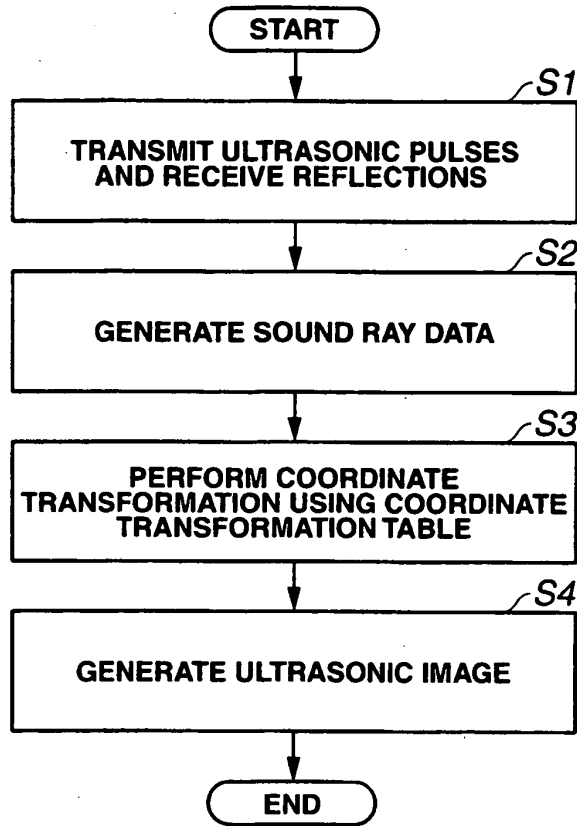 START
S1
TRANSMIT ULTRASONIC PULSES
AND RECEIVE REFLECTIONS
S2
GENERATE SOUND RAY DATA
S3
PERFORM COORDINATE
TRANSFORMATION USING COORDINATE
TRANSFORMATION TABLE
S4
GENERATE ULTRASONIC IMAGE
END